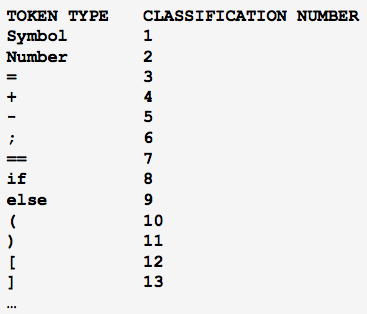 TOKEN TYPE CLASSIFICATION NUMBER
Symbol 1
Number 2
= 3
+ 4
- 5
; 6
== 7
if 8
else 9
( 10
) 11
[ 12
] 13
…